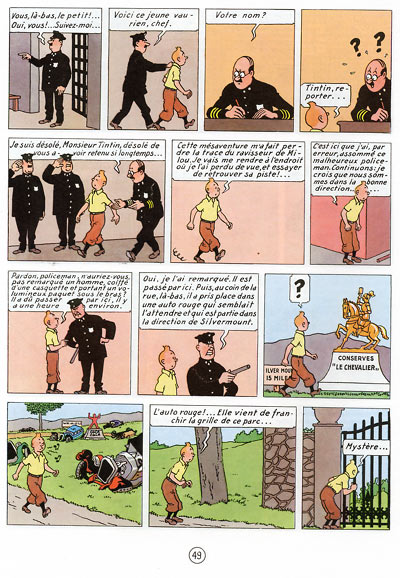 Vous, là-bas, le petit!...
Oui, vous!... Suivez-moi...
Voici ce jeune vau-
rien, chef.
Votre nom?
? ?
Tintin, re-
porter...
Je suis désolé, Monsieur Tintin, désolé de
vous a voir retenu si longtemps...
Cette mésaventure m'a fait per-
dre la trace du ravisseur de Mi-
lou. Je vais me rendre à l'endroit
où je l'ai perdu de vue, et essayer
de retrouver sa piste!...
C'est ici que j'ai, par
erreur, assommé ce
malheureux police-
man. Continuons: je
crois que nous som-
mes dans la bonne
direction...
Pardon, policeman, n'auriez-vous
pas remarqué un homme, coiffé
d'une casquette et portant un vo-
lumineux paquet sous le bras?
Il a dû passer par ici, il y
a une heure environ.
Oui, je l'ai remarqué. Il est
passé par ici. Puis, au coin de la
rue, là-bas, il a pris place dans
une auto rouge qui semblait
l'attendre et qui est partie dans
la direction de Silvermount.
?
ILVER MOU
IS MILE
CONSERVES
"LE CHEVALIER"
L'auto rouge!... Elle vient de fran-
chir la grille de ce parc...
Mystère...
49